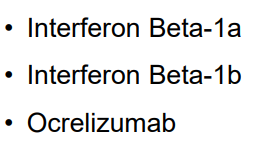 • Interferon Beta-1a
• Interferon Beta-1b
• Ocrelizumab